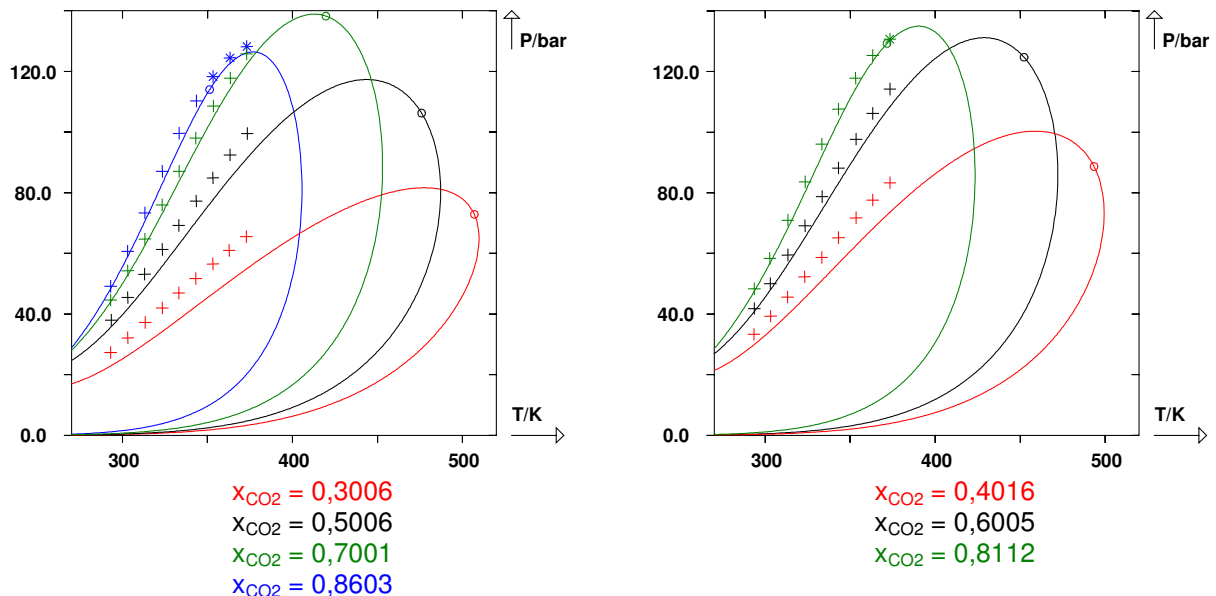 P/bar
120.0
80.0
40.0
T/K
0.0
300 400 500
xCO2 = 0,3006
xCO2 = 0,5006
xCO2 = 0,7001
xCO2 = 0,8603
P/bar
120.0
80.0
40.0
T/K
0.0
300 400 500
xCO2 = 0,4016
xCO2 = 0,6005
xCO2 = 0,8112